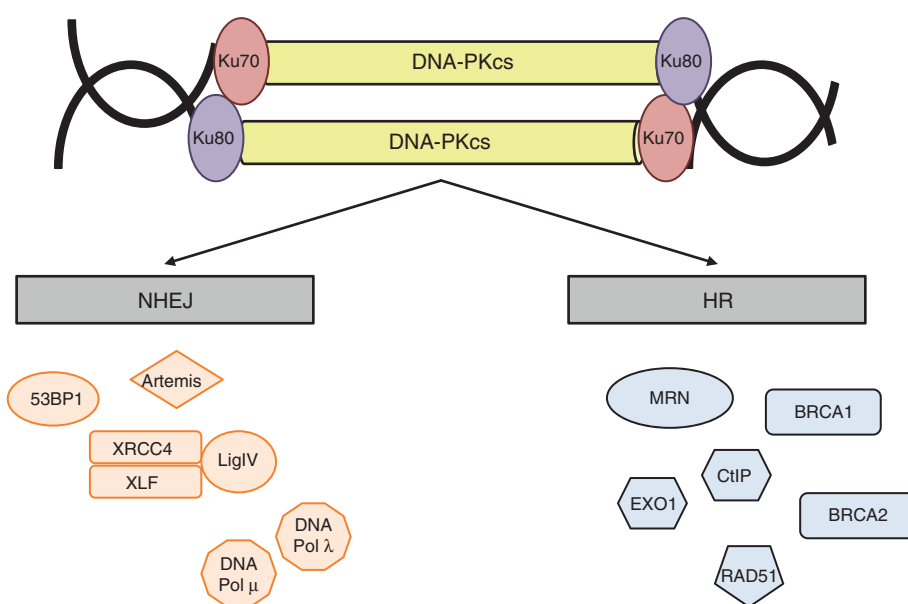 Ku70
DNA-PKcs
Ku80
Ku80
DNA-PKcs
Ku70
NHEJ
HR
53BP1
Artemis
XRCC4
XLF
LigIV
DNA
Pol λ
DNA
Pol μ
MRN
BRCA1
CtIP
EXO1
BRCA2
RAD51